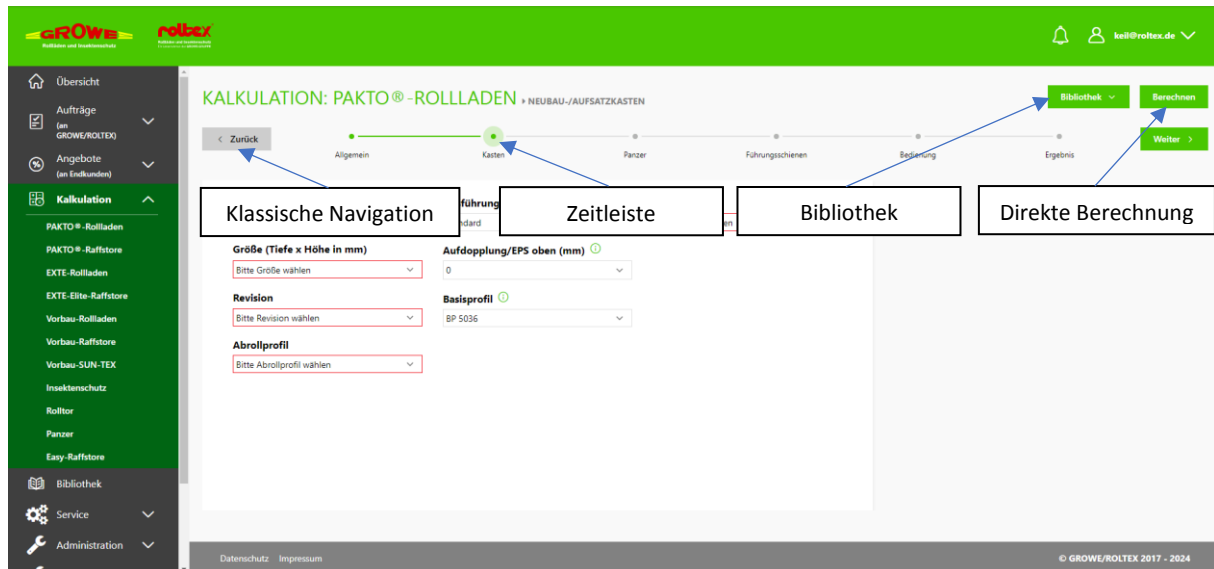 GROWE
Rollläden und Insektenschutz
roltex
keil@roltex.de
Übersicht
Aufträge
(an
GROWE/ROLTEX)
Angebote
(an Endkunden)
Kalkulation
PAKTO®-Rollladen
PAKTO®-Raffstore
EXTE-Rollladen
EXTE-Elite-Raffstore
Vorbau-Rollladen
Vorbau-Raffstore
Vorbau-SUN-TEX
Insektenschutz
Rolltor
Panzer
Easy-Raffstore
Bibliothek
Service
Administration
KALKULATION: PAKTO®-ROLLLADEN NEUBAU-/AUFSATZKASTEN
Bibliothek
Berechnen
< Zurück
Weiter >
Allgemein
Kasten
Panzer
Führungsschienen
Bedienung
Ergebnis
Klassische Navigation
Zeitleiste
Bibliothek
Direkte Berechnung
führung
ndard
en
Größe (Tiefe x Höhe in mm)
Bitte Größe wählen
Aufdopplung/EPS oben (mm)
0
Revision
Bitte Revision wählen
Basisprofil
BP 5036
Abrollprofil
Bitte Abrollprofil wählen
Datenschutz Impressum
© GROWE/ROLTEX 2017 - 2024